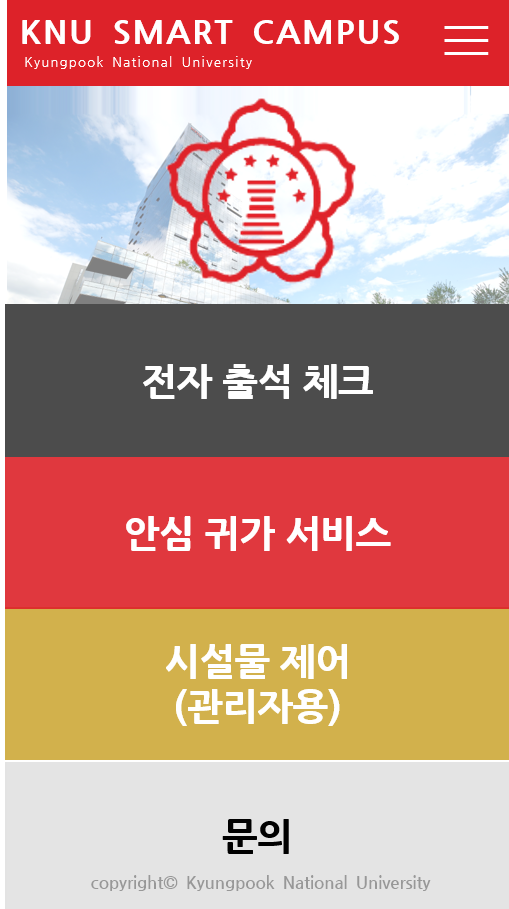 KNU SMART CAMPUS
Kyungpook National University
전자 출석 체크
안심 귀가 서비스
시설물 제어
(관리자용)
문의
copyright© Kyungpook National University